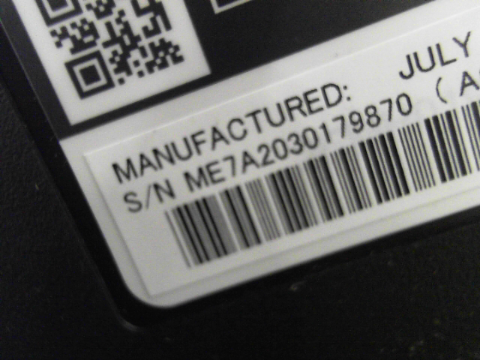 MANUFACTURED: JULY
S/N ME7A2030179870 (